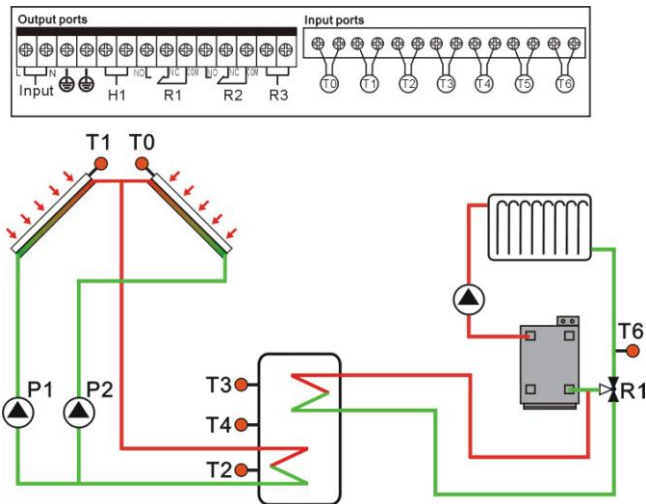 Output ports
Input ports
L N NO NC COM NO NC COM
Input H1 R1 R2 R3
T0 T1 T2 T3 T4 T5 T6
T1 T0
T6
P1 P2
T3
R1
T4
T2